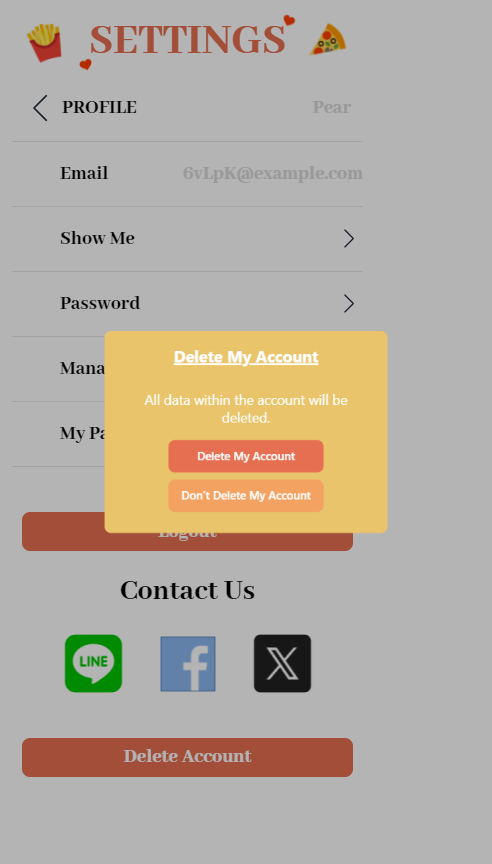 SETTINGS
PROFILE Pear
Email 6vLpK@example.com
Show Me
Password
Mana
My Pa
Delete My Account
All data within the account will be
deleted.
Delete My Account
Don't Delete My Account
Logout
Contact Us
LINE
Delete Account